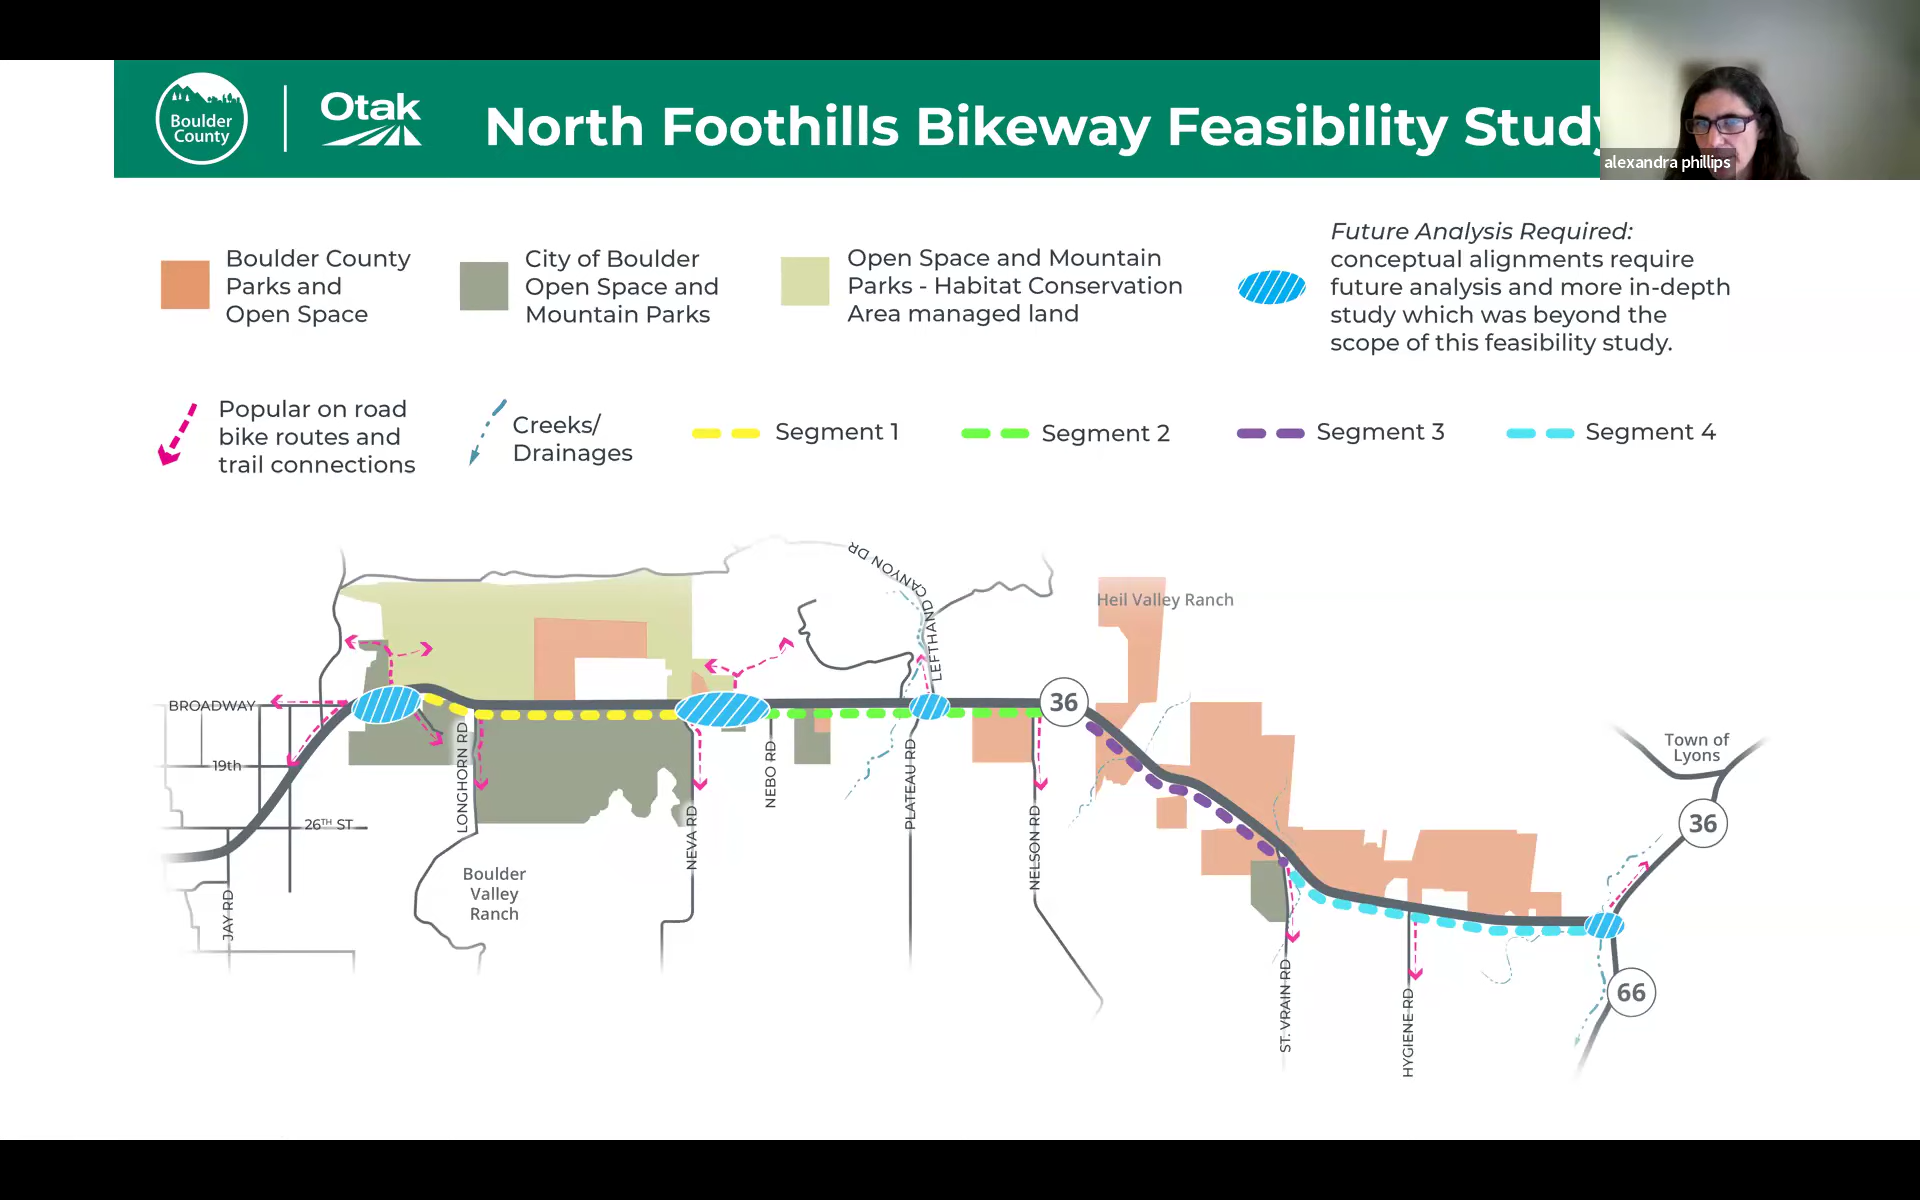 Boulder
County
Otak
North Foothills Bikeway Feasibility Study
alexandra phillips
Boulder County
Parks and
Open Space
City of Boulder
Open Space and
Mountain Parks
Open Space and Mountain
Parks - Habitat Conservation
Area managed land
Future Analysis Required:
conceptual alignments require
future analysis and more in-depth
study which was beyond the
scope of this feasibility study.
Popular on road
bike routes and
trail connections
Creeks/
Drainages
Segment 1
Segment 2
Segment 3
Segment 4
LEFTHAND CANYON DR
Heil Valley Ranch
BROADWAY
36
19th
26TH ST
JAY RD
LONGHORN RD
Boulder
Valley
Ranch
NEVA RD
NEBO RD
PLATEAU RD
NELSON RD
Town of
Lyons
36
66
ST. VRAIN RD
HYGIENE RD